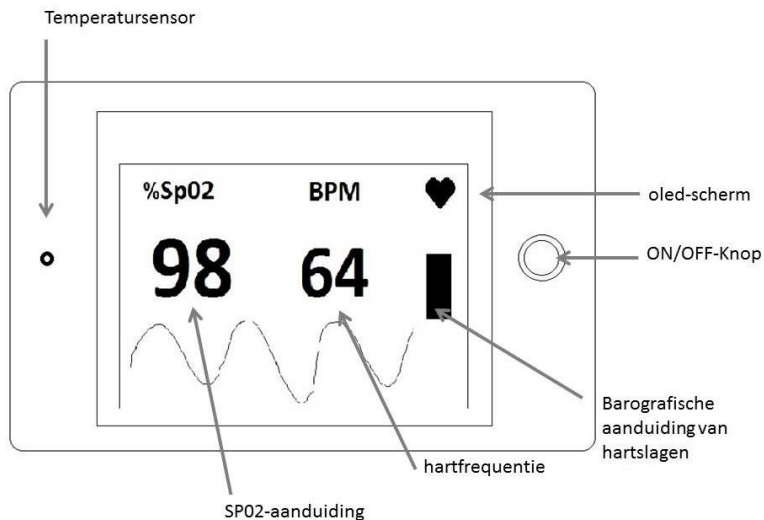 Temperatursensor
%Sp02
BPM
98
64
oled-scherm
ON/OFF-Knop
Barografische
aanduiding van
hartslagen
hartfrequentie
SP02-aanduiding